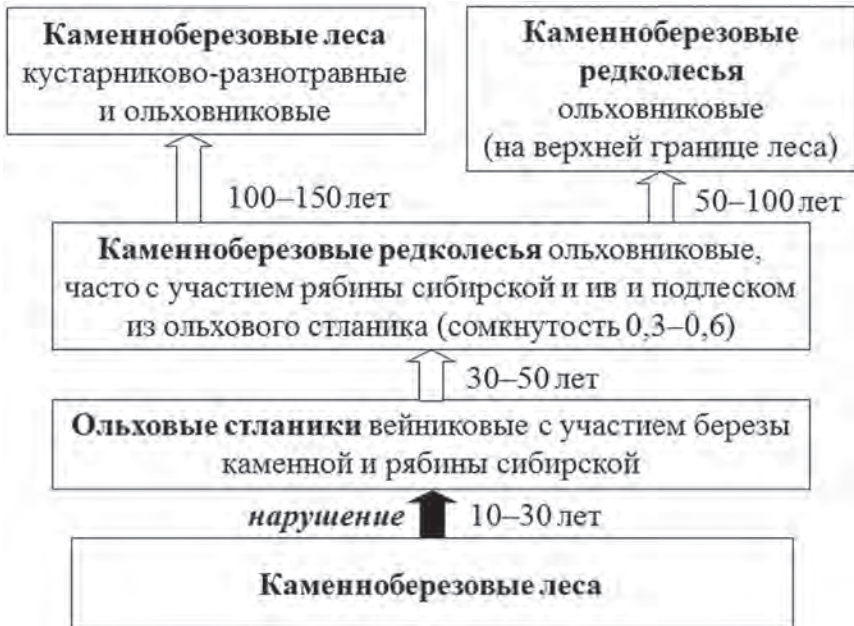 Каменноберезовые леса
кустарниково-разнотравные
и ольховниковые
Каменноберезовые
редколесья
ольховниковые
(на верхней границе леса)
100–150 лет
50–100 лет
Каменноберезовые редколесья ольховниковые,
часто с участием рябины сибирской и ив и подлеском
из ольхового стланика (сомкнутость 0,3–0,6)
30–50 лет
Ольховые стланики вейниковые с участием березы
каменной и рябины сибирской
нарушение 10–30 лет
Каменноберезовые леса